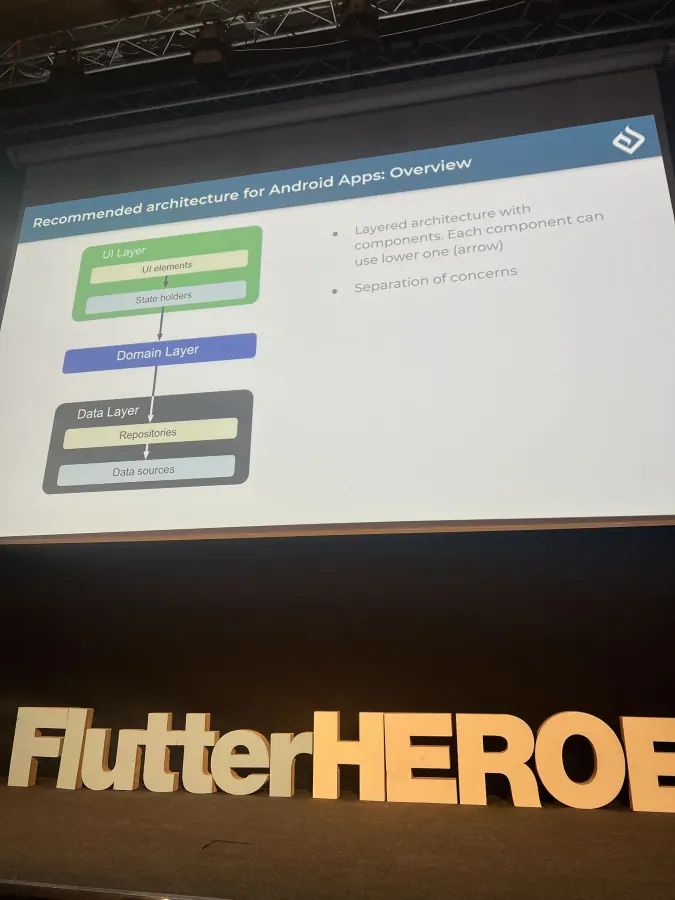 Recommended architecture for Android Apps: Overview
UI Layer
UI elements
State holders
Domain Layer
Data Layer
Repositories
Data sources
• Layered architecture with
components. Each component can
use lower one (arrow)
• Separation of concerns
FlutterHEROE